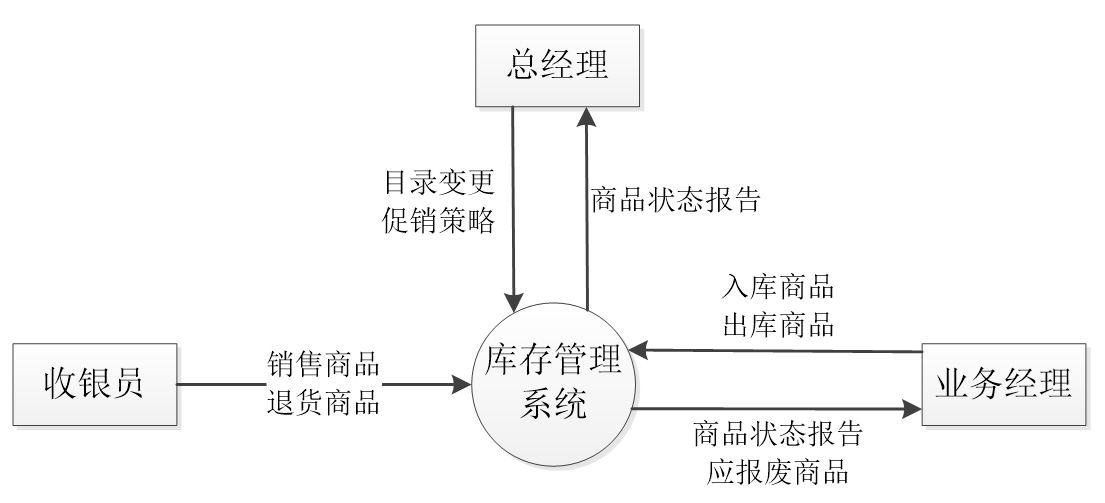 总经理
目录变更
促销策略
商品状态报告
入库商品
出库商品
收银员
销售商品
退货商品
库存管理
系统
业务经理
商品状态报告
应报废商品